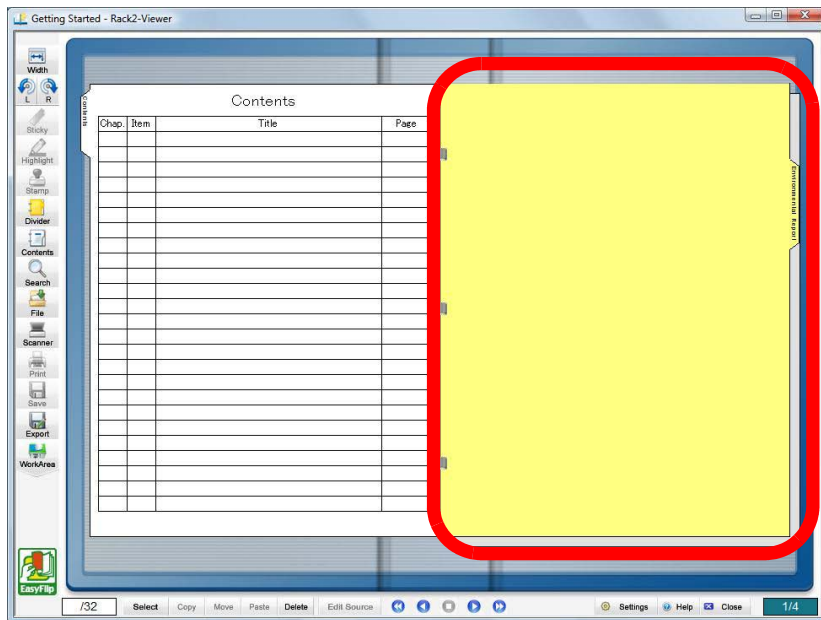 Getting Started - Rack2-Viewer
Width
L R
Sticky
Highlight
Stamp
Divider
Contents
Search
File
Scanner
Print
Save
Export
WorkArea
EasyFlip
Contents
Contents
Chap. Item Title Page
Environmental Report
/32 Select Copy Move Paste Delete Edit Source Settings Help Close 1/4